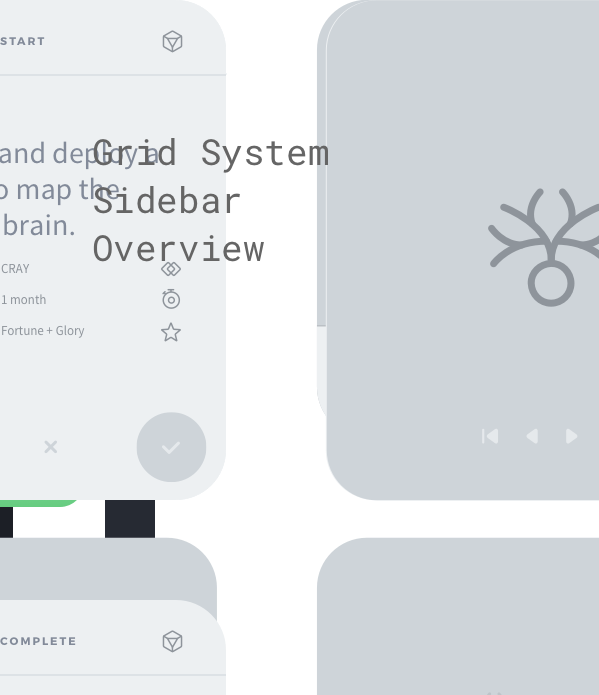 START
and deploy a
o map the
brain.
Grid System
Sidebar
Overview
CRAY
1 month
Fortune + Glory
COMPLETE